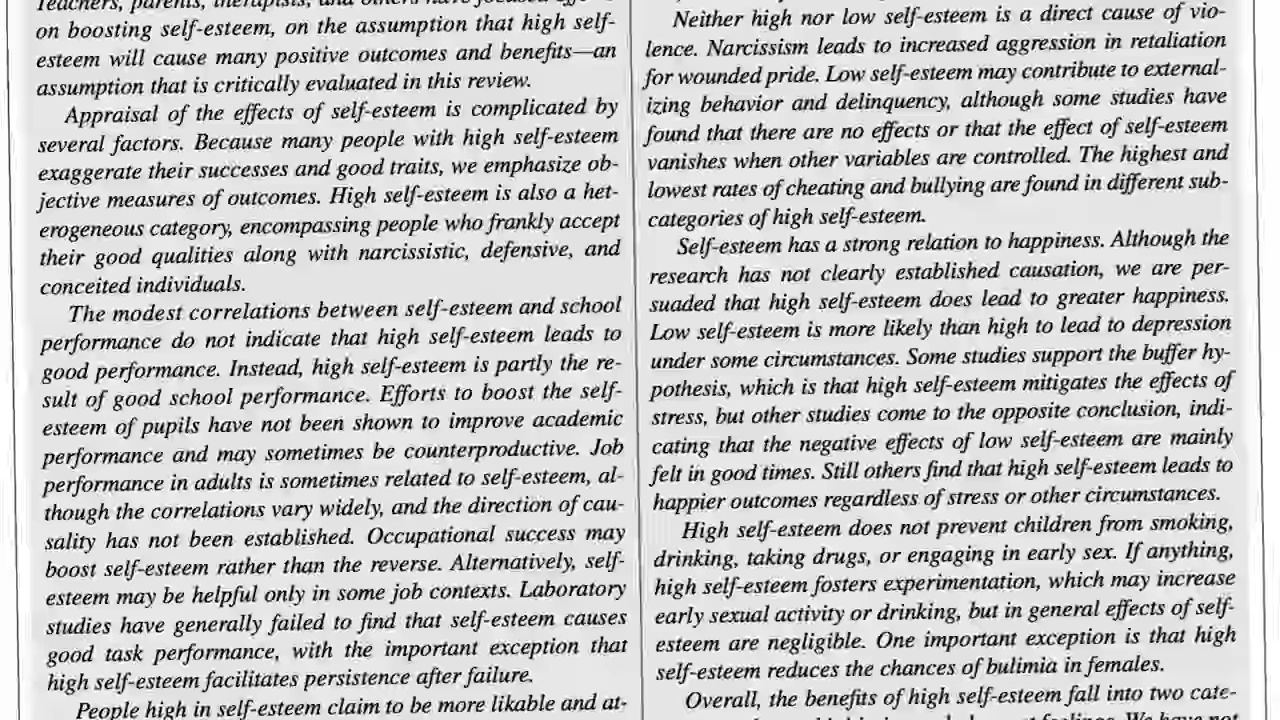 Teachers, parents, therapists, and others have focused
on boosting self-esteem, on the assumption that high self-
esteem will cause many positive outcomes and benefits—an
assumption that is critically evaluated in this review.
Appraisal of the effects of self-esteem is complicated by
several factors. Because many people with high self-esteem
exaggerate their successes and good traits, we emphasize ob-
jective measures of outcomes. High self-esteem is also a het-
erogeneous category, encompassing people who frankly accept
their good qualities along with narcissistic, defensive, and
conceited individuals.
The modest correlations between self-esteem and school
performance do not indicate that high self-esteem leads to
good performance. Instead, high self-esteem is partly the re-
sult of good school performance. Efforts to boost the self-
esteem of pupils have not been shown to improve academic
performance and may sometimes be counterproductive. Job
performance in adults is sometimes related to self-esteem, al-
though the correlations vary widely, and the direction of cau-
sality has not been established. Occupational success may
boost self-esteem rather than the reverse. Alternatively, self-
esteem may be helpful only in some job contexts. Laboratory
studies have generally failed to find that self-esteem causes
good task performance, with the important exception that
high self-esteem facilitates persistence after failure.
People high in self-esteem claim to be more likable and at-
Neither high nor low self-esteem is a direct cause of vio-
lence. Narcissism leads to increased aggression in retaliation
for wounded pride. Low self-esteem may contribute to external-
izing behavior and delinquency, although some studies have
found that there are no effects or that the effect of self-esteem
vanishes when other variables are controlled. The highest and
lowest rates of cheating and bullying are found in different sub-
categories of high self-esteem.
Self-esteem has a strong relation to happiness. Although the
research has not clearly established causation, we are per-
suaded that high self-esteem does lead to greater happiness.
Low self-esteem is more likely than high to lead to depression
under some circumstances. Some studies support the buffer hy-
pothesis, which is that high self-esteem mitigates the effects of
stress, but other studies come to the opposite conclusion, indi-
cating that the negative effects of low self-esteem are mainly
felt in good times. Still others find that high self-esteem leads to
happier outcomes regardless of stress or other circumstances.
High self-esteem does not prevent children from smoking,
drinking, taking drugs, or engaging in early sex. If anything,
high self-esteem fosters experimentation, which may increase
early sexual activity or drinking, but in general effects of self-
esteem are negligible. One important exception is that high
self-esteem reduces the chances of bulimia in females.
Overall, the benefits of high self-esteem fall into two cate-
feelings. We have not